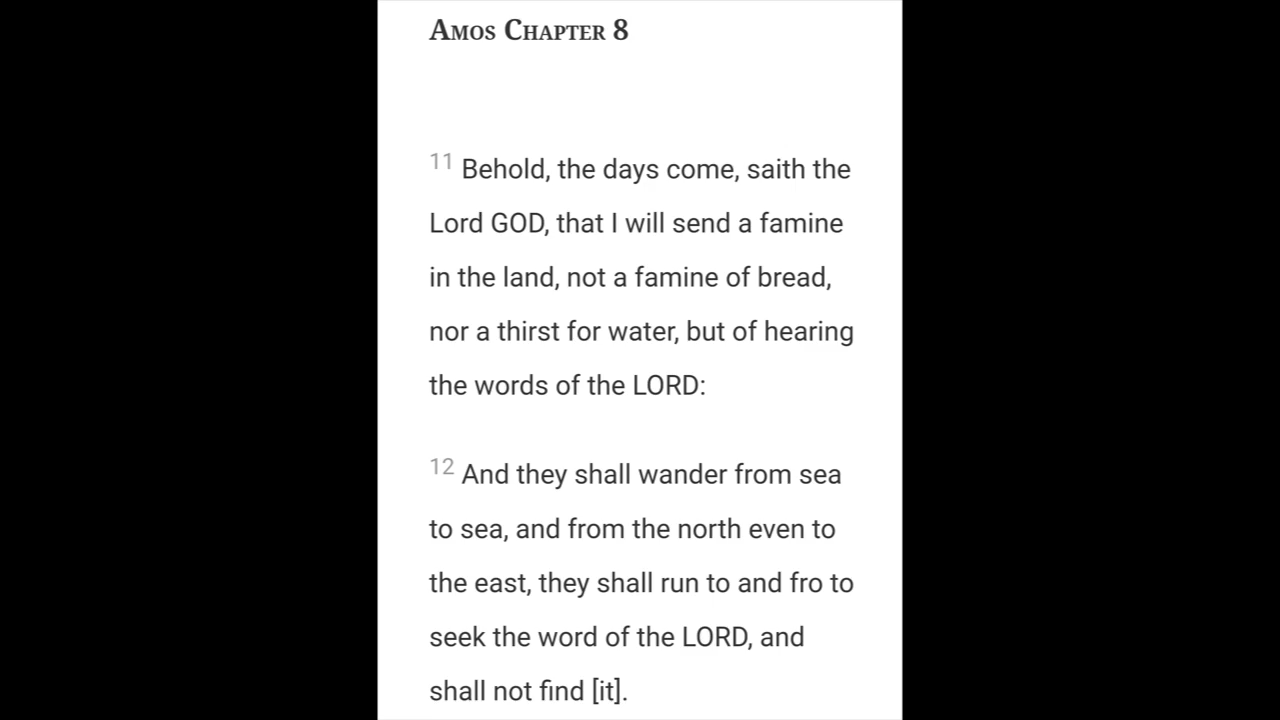 Amos Chapter 8
11 Behold, the days come, saith the
Lord GOD, that I will send a famine
in the land, not a famine of bread,
nor a thirst for water, but of hearing
the words of the LORD:
12 And they shall wander from sea
to sea, and from the north even to
the east, they shall run to and fro to
seek the word of the LORD, and
shall not find [it].